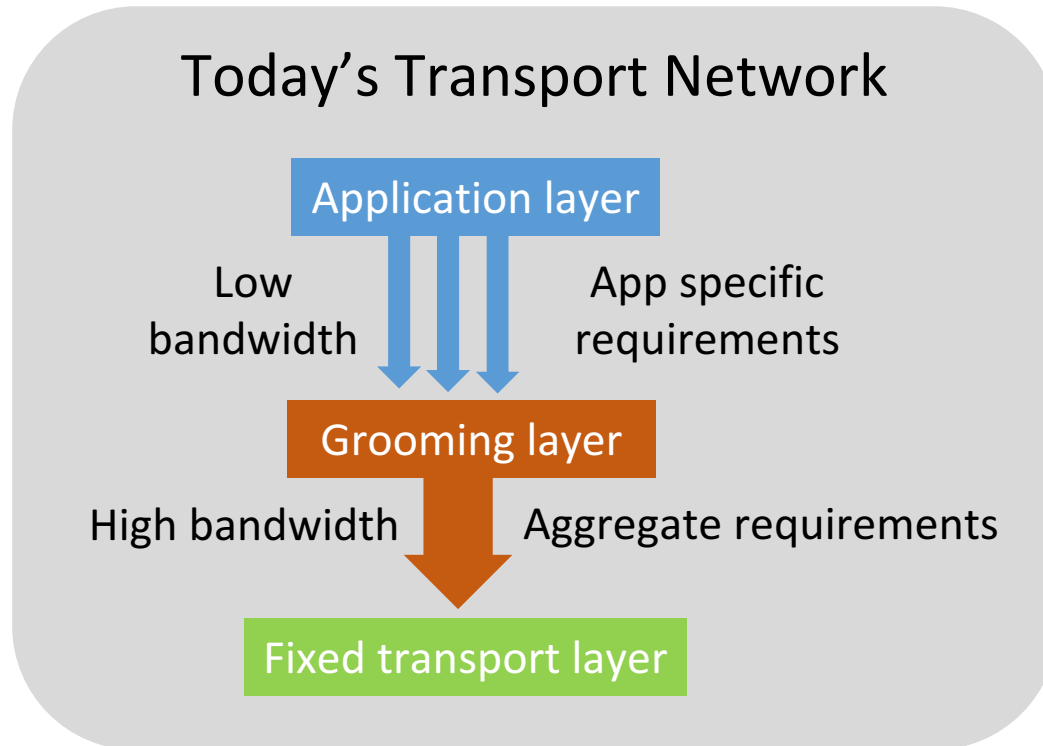 Today’s Transport Network
Application layer
Low
bandwidth
App specific
requirements
Grooming layer
High bandwidth
Aggregate requirements
Fixed transport layer